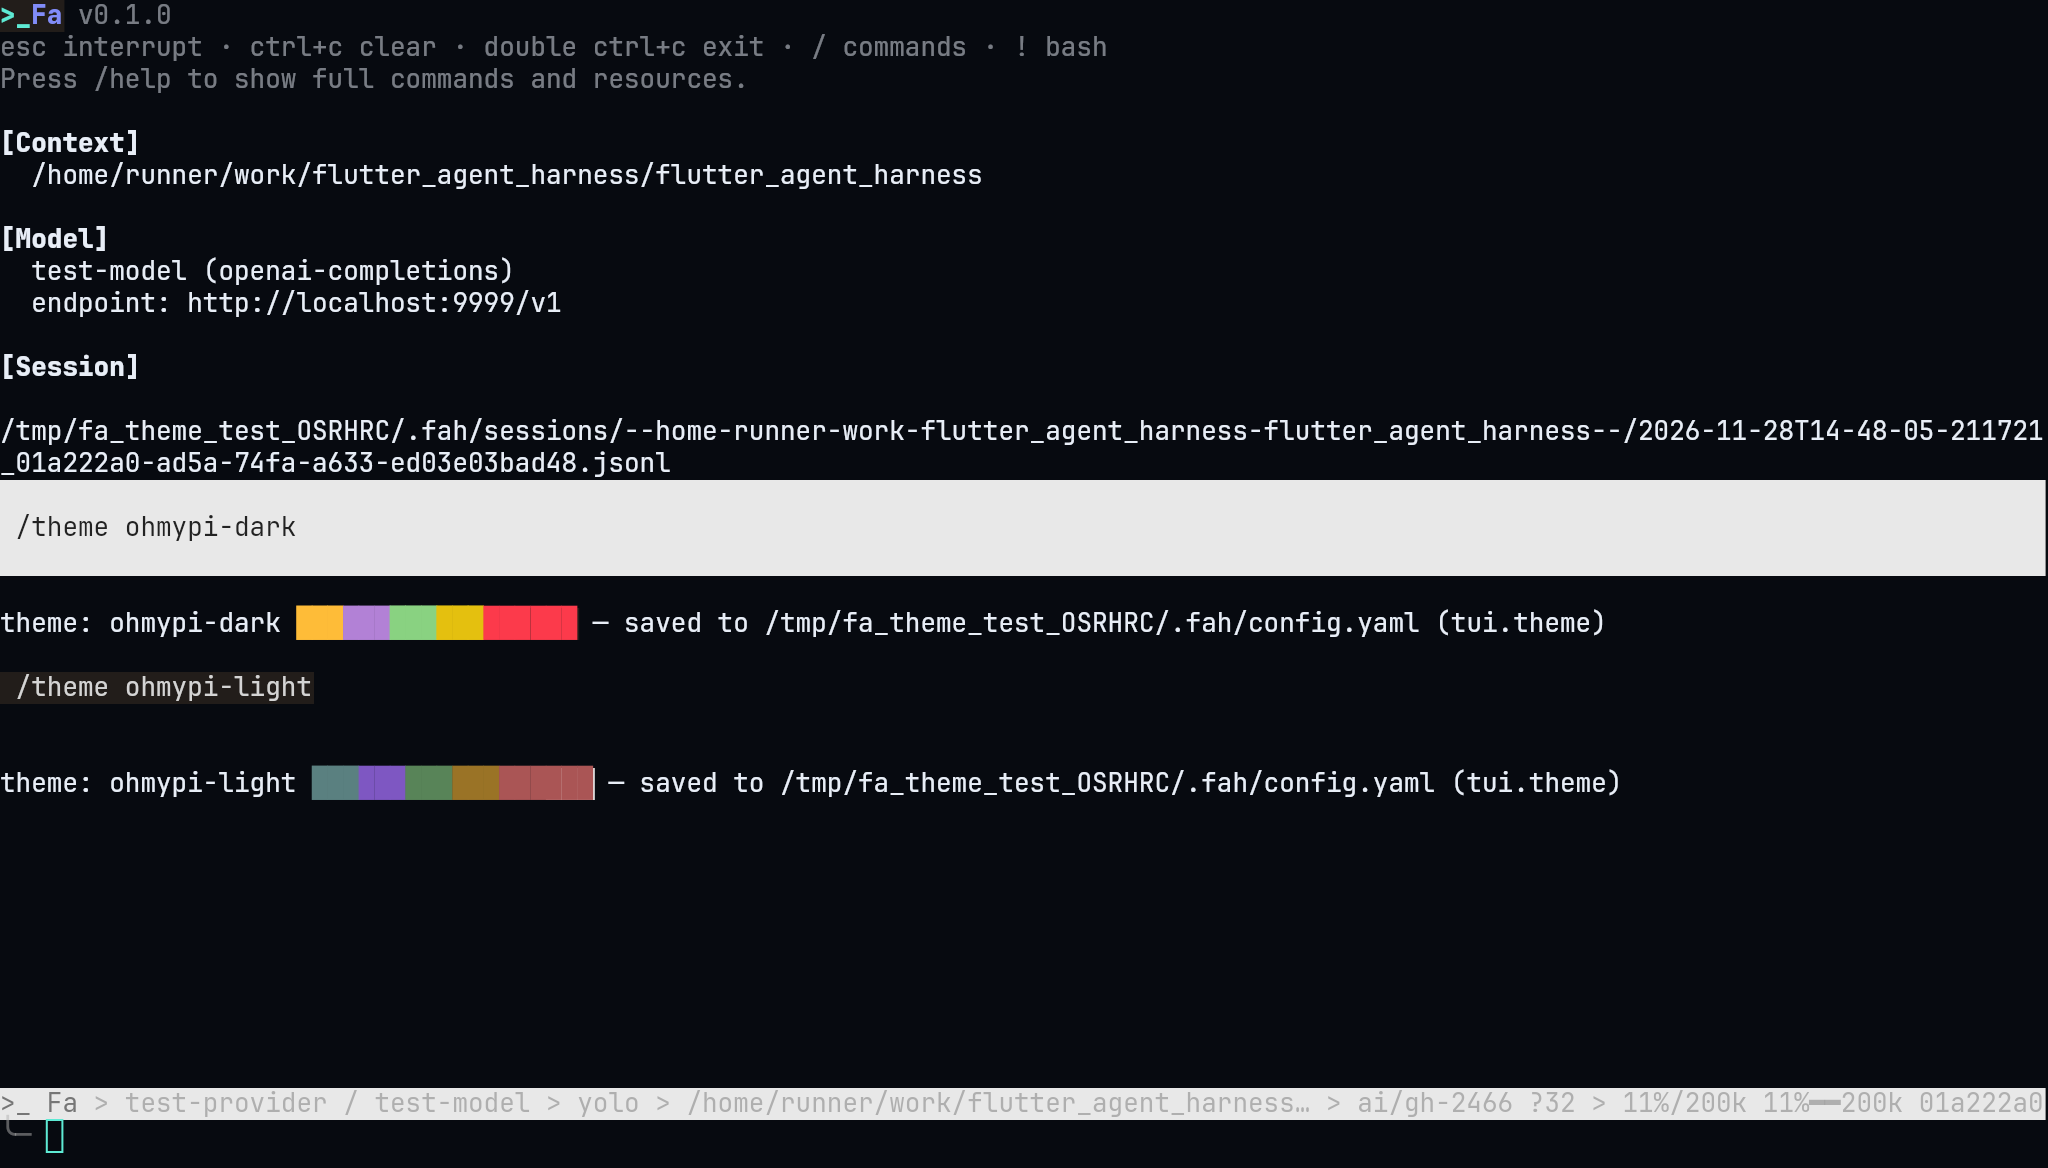 >_Fa v0.1.0
esc interrupt · ctrl+c clear · double ctrl+c exit · / commands · ! bash
Press /help to show full commands and resources.
[Context]
/home/runner/work/flutter_agent_harness/flutter_agent_harness
[Model]
test-model (openai-completions)
endpoint: http://localhost:9999/v1
[Session]
/tmp/fa_theme_test_OSRHRC/.fah/sessions/--home-runner-work-flutter_agent_harness-flutter_agent_harness--/2026-11-28T14-48-05-211721
_01a222a0-ad5a-74fa-a633-ed03e03bad48.jsonl
/theme ohmypi-dark
theme: ohmypi-dark — saved to /tmp/fa_theme_test_OSRHRC/.fah/config.yaml (tui.theme)
/theme ohmypi-light
theme: ohmypi-light — saved to /tmp/fa_theme_test_OSRHRC/.fah/config.yaml (tui.theme)
>_ Fa > test-provider / test-model > yolo > /home/runner/work/flutter_agent_harness… > ai/gh-2466 ?32 > 11%/200k 11%━━200k 01a222a0